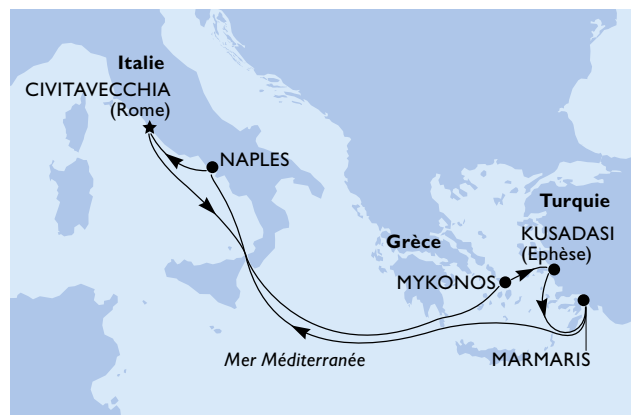 Italie
CIVITAVECCHIA
(Rome)
NAPLES
Turquie
KUSADASI
(Ephèse)
Grèce
MYKONOS
MARMARIS
Mer Méditerranée